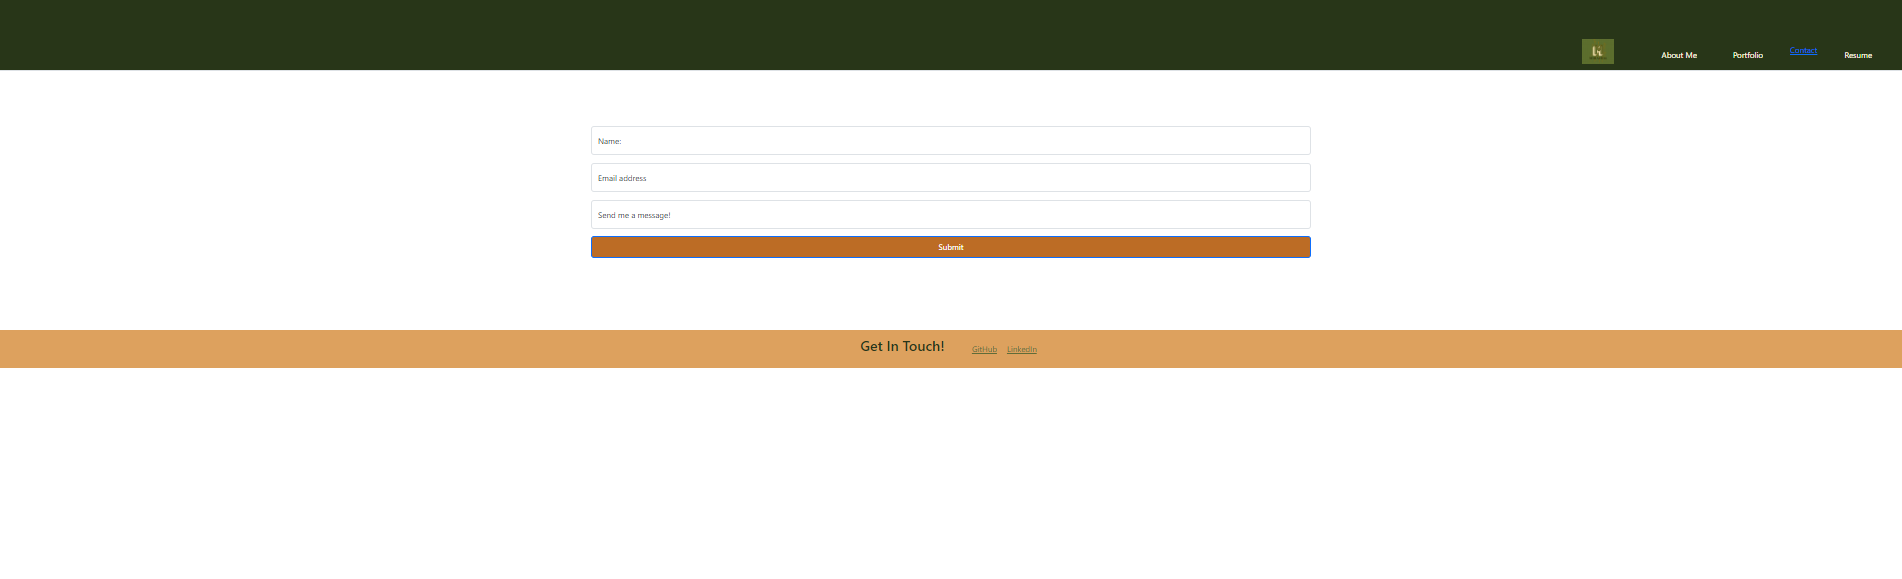 About Me Portfolio Contact Resume
Name:
Email address
Send me a message!
Submit
Get In Touch! GitHub LinkedIn